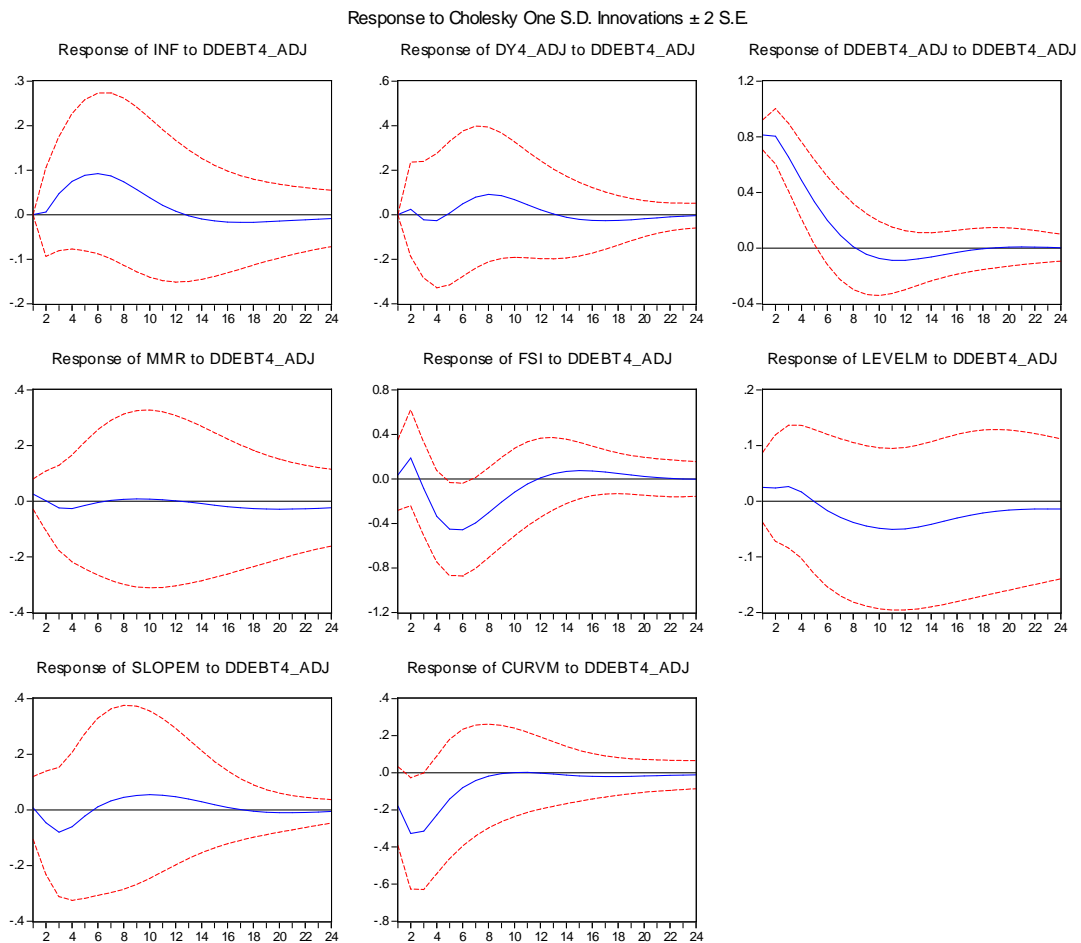 Response to Cholesky One S.D. Innovations ± 2 S.E.
Response of INF to DDEBT4_ADJ
.3
.2
.1
.0
-.1
-.2
2 4 6 8 10 12 14 16 18 20 22 24
Response of DY4_ADJ to DDEBT4_ADJ
.6
.4
.2
.0
-.2
-.4
2 4 6 8 10 12 14 16 18 20 22 24
Response of DDEBT4_ADJ to DDEBT4_ADJ
1.2
0.8
0.4
0.0
-0.4
2 4 6 8 10 12 14 16 18 20 22 24
Response of MMR to DDEBT4_ADJ
.4
.2
.0
-.2
-.4
2 4 6 8 10 12 14 16 18 20 22 24
Response of FSI to DDEBT4_ADJ
0.8
0.4
0.0
-0.4
-0.8
-1.2
2 4 6 8 10 12 14 16 18 20 22 24
Response of LEVELM to DDEBT4_ADJ
.2
.1
.0
-.1
-.2
2 4 6 8 10 12 14 16 18 20 22 24
Response of SLOPEM to DDEBT4_ADJ
.4
.2
.0
-.2
-.4
2 4 6 8 10 12 14 16 18 20 22 24
Response of CURVM to DDEBT4_ADJ
.4
.2
.0
-.2
-.4
-.6
-.8
2 4 6 8 10 12 14 16 18 20 22 24